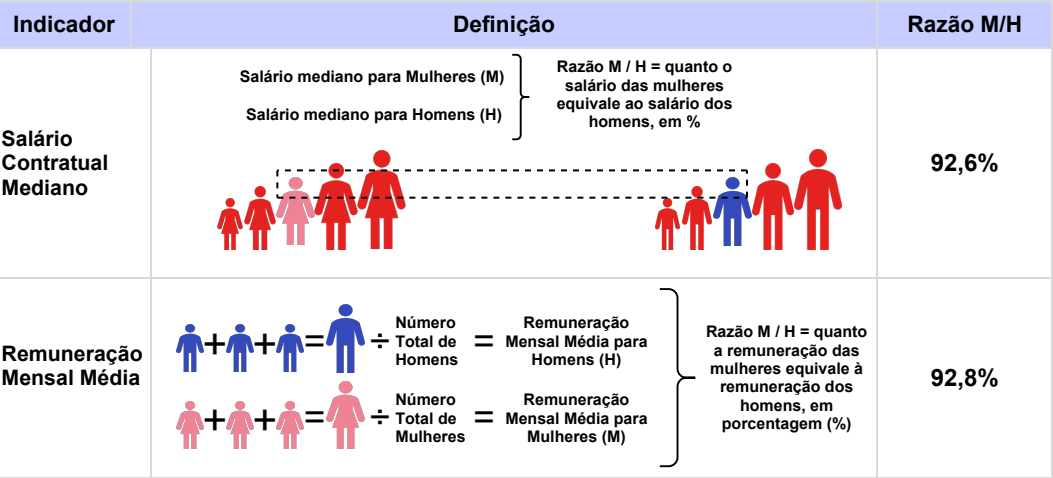 Indicador
Definição
Razão M/H
Salário
Contratual
Mediano
Salário mediano para Mulheres (M)
Salário mediano para Homens (H)
Razão M / H = quanto o
salário das mulheres
equivale ao salário dos
homens, em %
92,6%
Remuneração
Mensal Média
+ + = ÷
Número
Total de
Homens
=
Remuneração
Mensal Média para
Homens (H)
+ + = ÷
Número
Total de
Mulheres
=
Remuneração
Mensal Média para
Mulheres (M)
Razão M / H = quanto
a remuneração das
mulheres equivale à
remuneração dos
homens, em
porcentagem (%)
92,8%